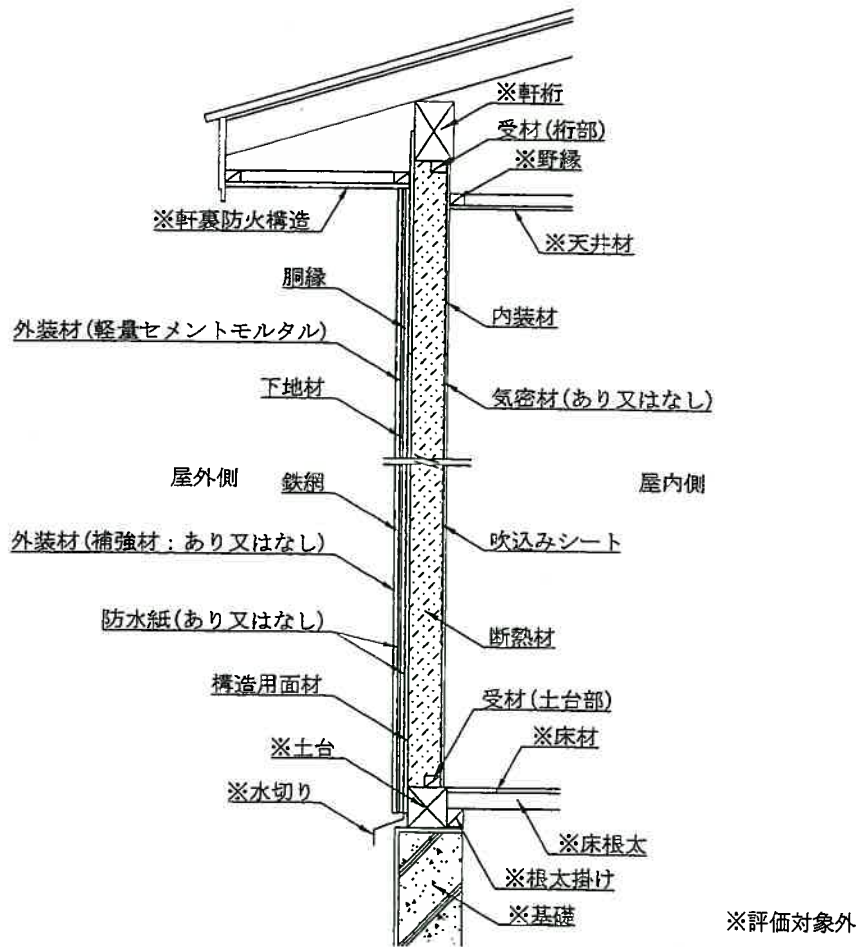 ※軒桁
受材(桁部)
※野縁
※軒裏防火構造
※天井材
胴縁
内装材
外装材(軽量セメントモルタル)
下地材
気密材(あり又はなし)
屋外側
鉄網
屋内側
外装材(補強材:あり又はなし)
吹込みシート
防水紙(あり又はなし)
断熱材
構造用面材
受材(土台部)
※土台
※床材
※水切り
※床根太
※根太掛け
※基礎
※評価対象外